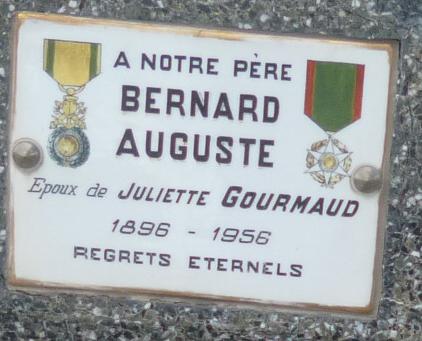 A NOTRE PÈRE
BERNARD
AUGUSTE
Epoux de JULIETTE GOURMAUD
1896 - 1956
REGRETS ETERNELS